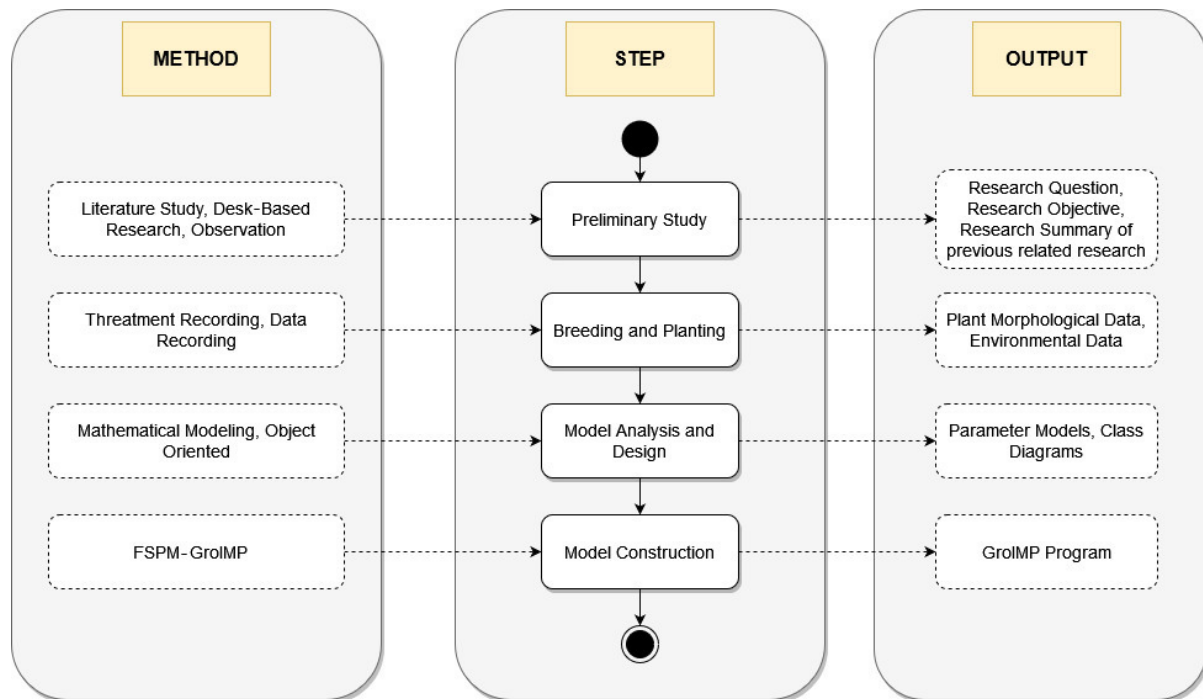 METHOD
STEP
OUTPUT
Literature Study, Desk-Based
Research, Observation
Preliminary Study
Research Question,
Research Objective,
Research Summary of
previous related research
Threatment Recording, Data
Recording
Breeding and Planting
Plant Morphological Data,
Environmental Data
Mathematical Modeling, Object
Oriented
Model Analysis and
Design
Parameter Models, Class
Diagrams
FSPM-GroIMP
Model Construction
GroIMP Program